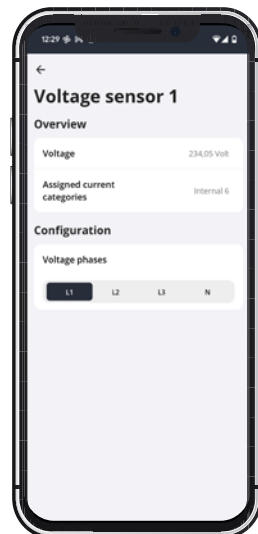 12:29
←
Voltage sensor 1
Overview
Voltage 234,05 Volt
Assigned current
categories
Internal 6
Configuration
Voltage phases
L1 L2 L3 N